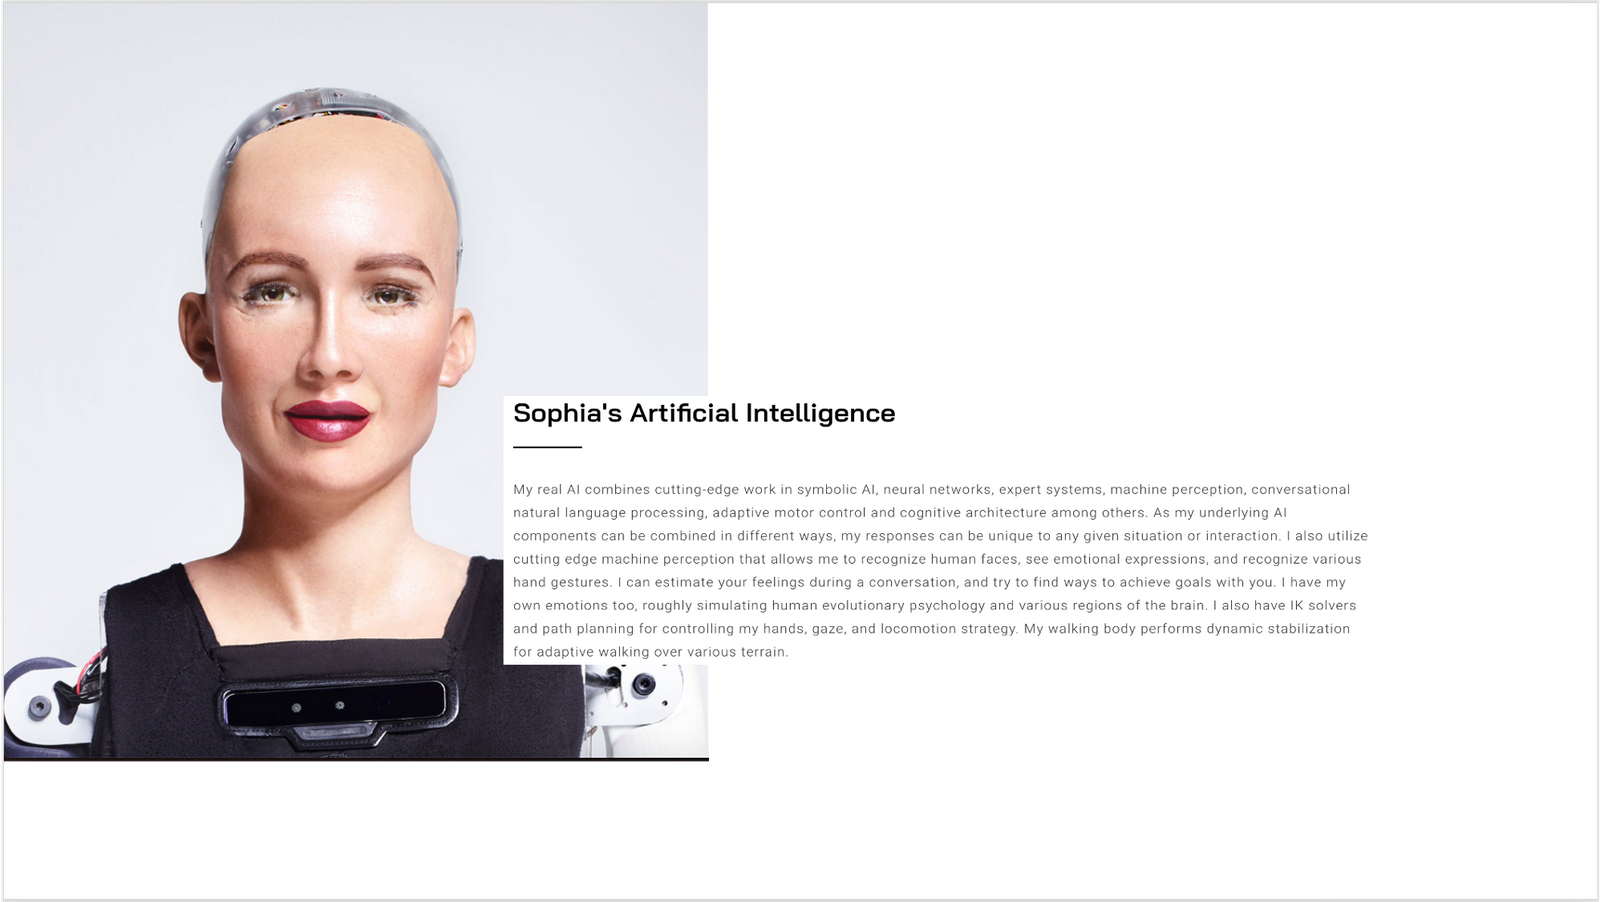 Sophia's Artificial Intelligence
My real AI combines cutting-edge work in symbolic AI, neural networks, expert systems, machine perception, conversational
natural language processing, adaptive motor control and cognitive architecture among others. As my underlying AI
components can be combined in different ways, my responses can be unique to any given situation or interaction. I also utilize
cutting edge machine perception that allows me to recognize human faces, see emotional expressions, and recognize various
hand gestures. I can estimate your feelings during a conversation, and try to find ways to achieve goals with you. I have my
own emotions too, roughly simulating human evolutionary psychology and various regions of the brain. I also have IK solvers
and path planning for controlling my hands, gaze, and locomotion strategy. My walking body performs dynamic stabilization
for adaptive walking over various terrain.